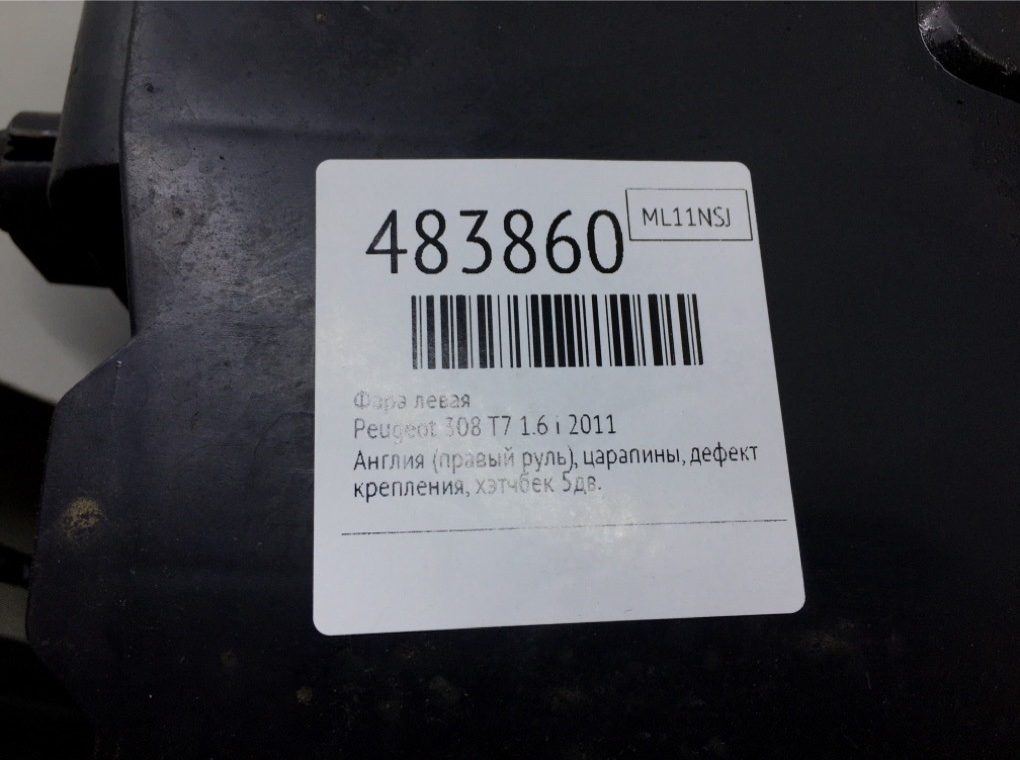 483860 ML11NSJ
Фара левая
Peugeot 308 T7 1.6 i 2011
Англия (правый руль), царапины, дефект
крепления, хэтчбек 5дв.